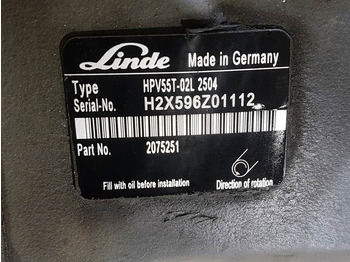 Linde Made in Germany
Type HPV55T-02L 2504
Serial-No. H2X596Z01112
Part No. 2075251
Fill with oil before installation
Direction of rotation